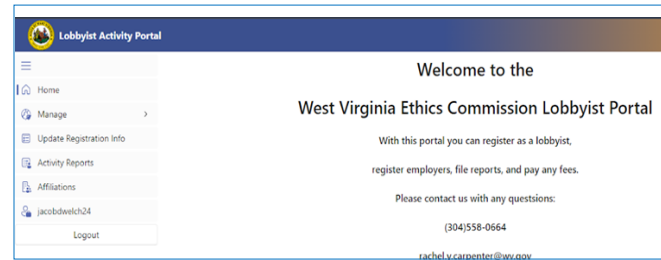 Lobbyist Activity Portal
Home
Manage
Update Registration Info
Activity Reports
Affiliations
jacobdwelch24
Logout
Welcome to the
West Virginia Ethics Commission Lobbyist Portal
With this portal you can register as a lobbyist,
register employers, file reports, and pay any fees.
Please contact us with any questsions:
(304)558-0664
rachel.v.carpenter@wv.gov